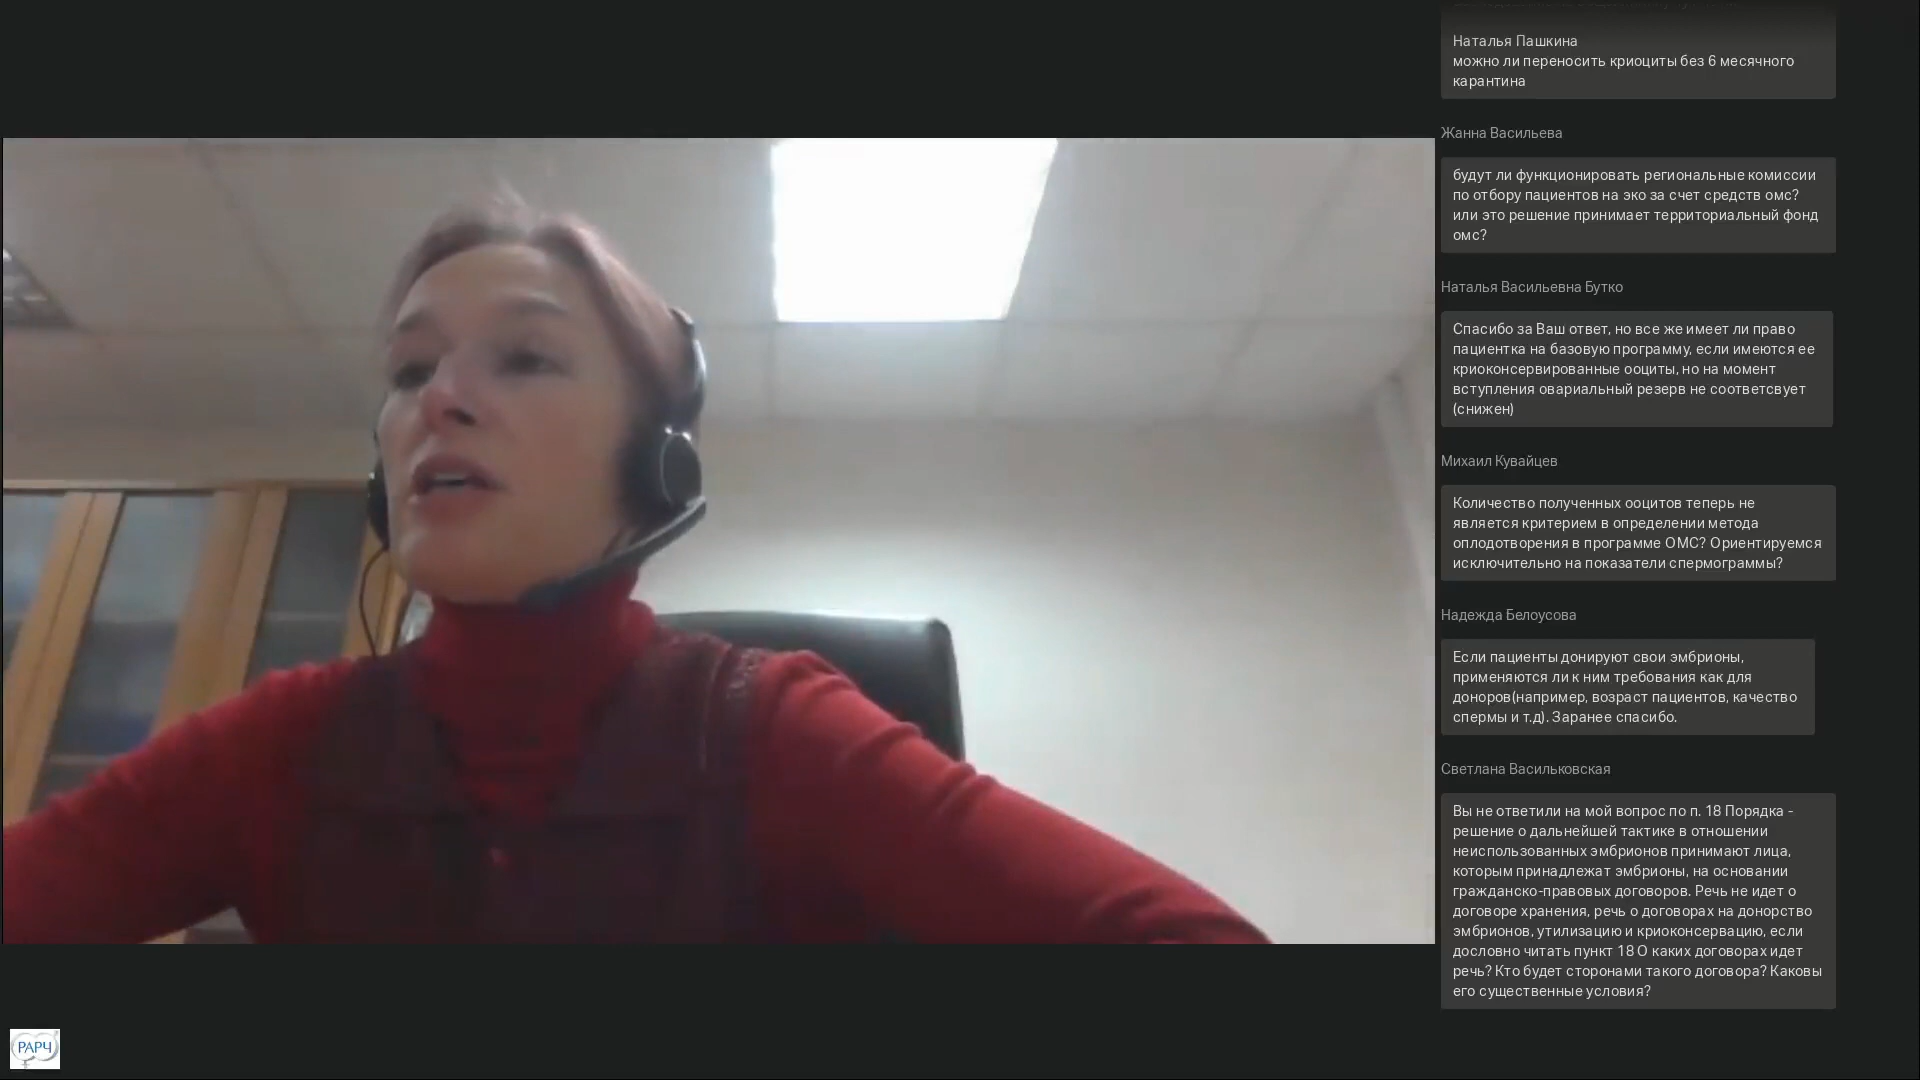 Наталья Пашкина
можно ли переносить криоциты без 6 месячного
карантина
Жанна Васильева
будут ли функционировать региональные комиссии
по отбору пациентов на эко за счет средств омс?
или это решение принимает территориальный фонд
омс?
Наталья Васильевна Бутко
Спасибо за Ваш ответ, но все же имеет ли право
пациентка на базовую программу, если имеются ее
криоконсервированные ооциты, но на момент
вступления овариальный резерв не соответсвует
(снижен)
Михаил Кувайцев
Количество полученных ооцитов теперь не
является критерием в определении метода
оплодотворения в программе ОМС? Ориентируемся
исключительно на показатели спермограммы?
Надежда Белоусова
Если пациенты донируют свои эмбрионы,
применяются ли к ним требования как для
доноров(например, возраст пациентов, качество
спермы и т.д). Заранее спасибо.
Светлана Васильковская
Вы не ответили на мой вопрос по п. 18 Порядка -
решение о дальнейшей тактике в отношении
неиспользованных эмбрионов принимают лица,
которым принадлежат эмбрионы, на основании
гражданско-правовых договоров. Речь не идет о
договоре хранения, речь о договорах на донорство
эмбрионов, утилизацию и криоконсервацию, если
дословно читать пункт 18 О каких договорах идет
речь? Кто будет сторонами такого договора? Каковы
его существенные условия?
РАРЧ